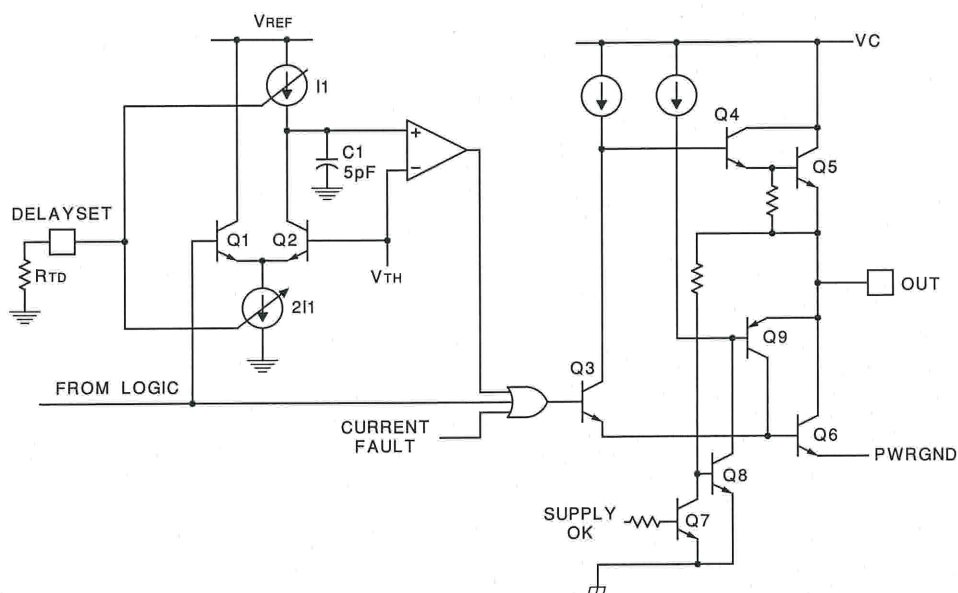 VREF
VC
I1
Q4
C1
5pF
+
−
Q5
DELAYSET
Q1
Q2
RTD
VTH
2I1
OUT
Q9
Q3
FROM LOGIC
CURRENT
FAULT
Q6
PWRGND
Q8
SUPPLY
OK
Q7